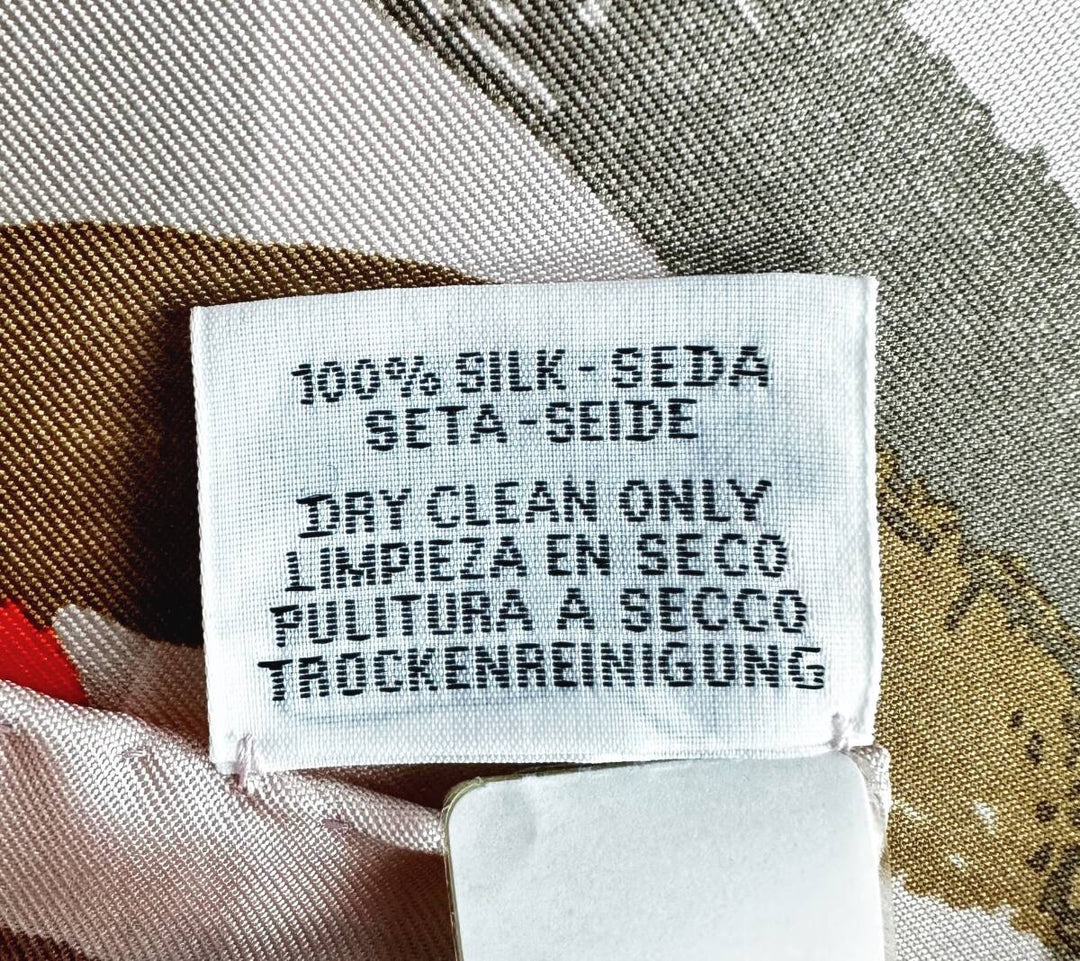 100% SILK - SEDA
SETA - SEIDE
DRY CLEAN ONLY
LIMPIEZA EN SECO
PULITURA A SECCO
TROCKENREINIGUNG